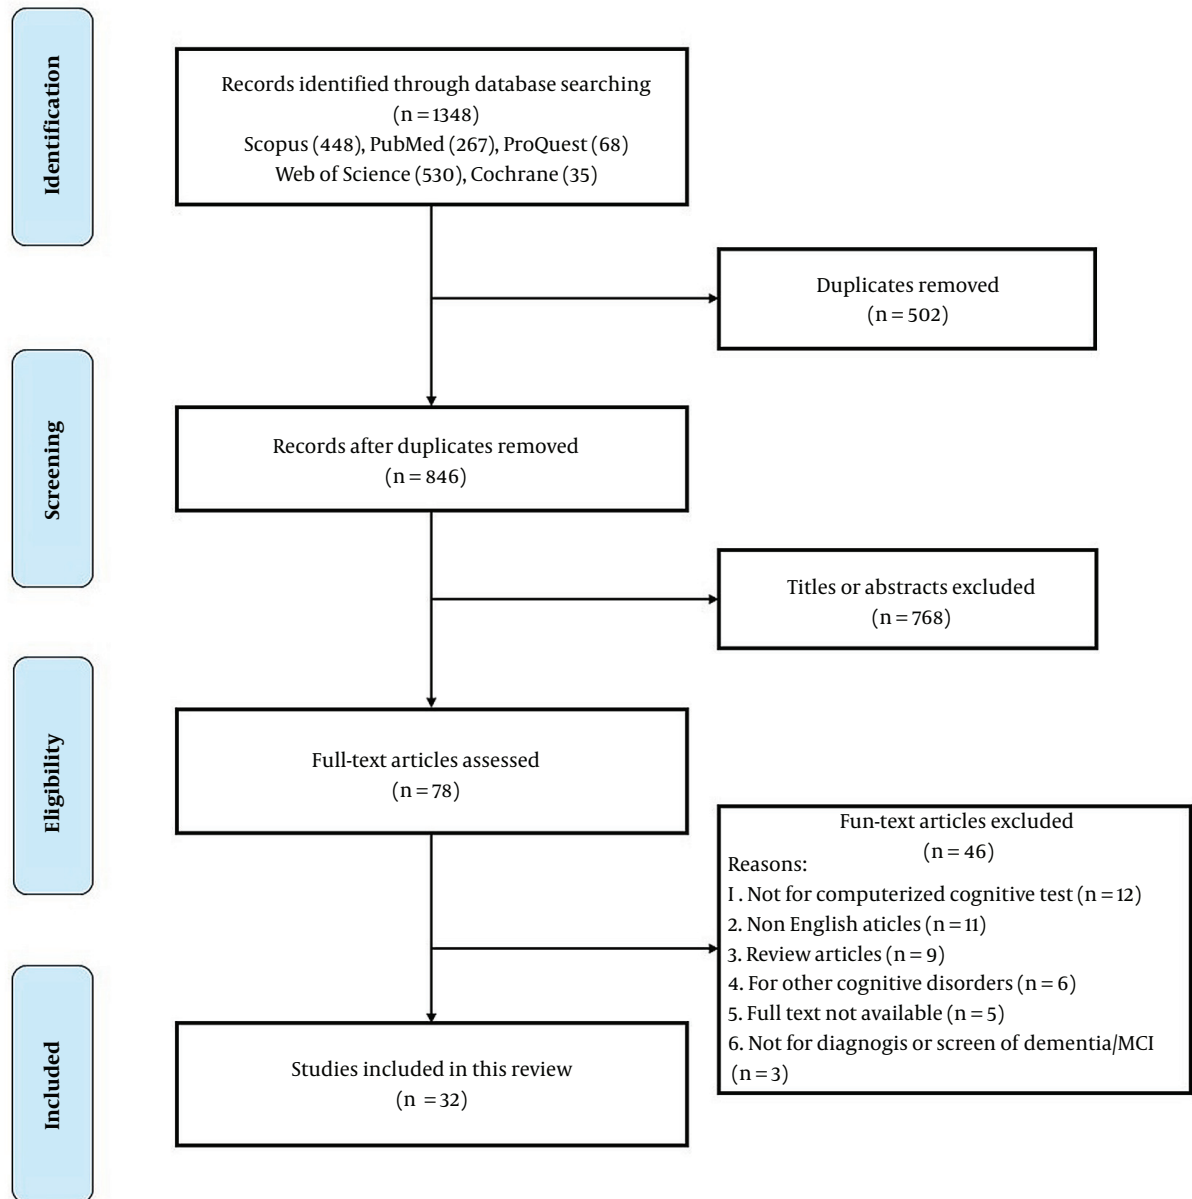 Identification
Records identified through database searching
(n = 1348)
Scopus (448), PubMed (267), ProQuest (68)
Web of Science (530), Cochrane (35)
Duplicates removed
(n = 502)
Screening
Records after duplicates removed
(n = 846)
Titles or abstracts excluded
(n = 768)
Eligibility
Full-text articles assessed
(n = 78)
Fun-text articles excluded
(n = 46)
Reasons:
I . Not for computerized cognitive test (n = 12)
2. Non English aticles (n = 11)
3. Review articles (n = 9)
4. For other cognitive disorders (n = 6)
5. Full text not available (n = 5)
6. Not for diagnogis or screen of dementia/MCI
(n = 3)
Included
Studies included in this review
(n = 32)